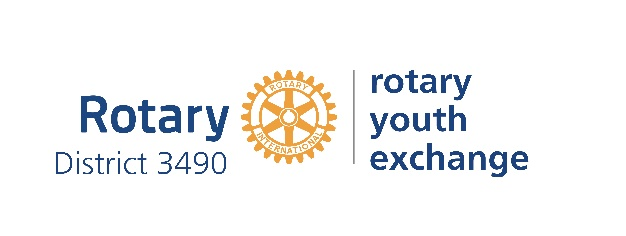 Rotary
District 3490
ROTARY
INTERNATIONAL
rotary
youth
exchange